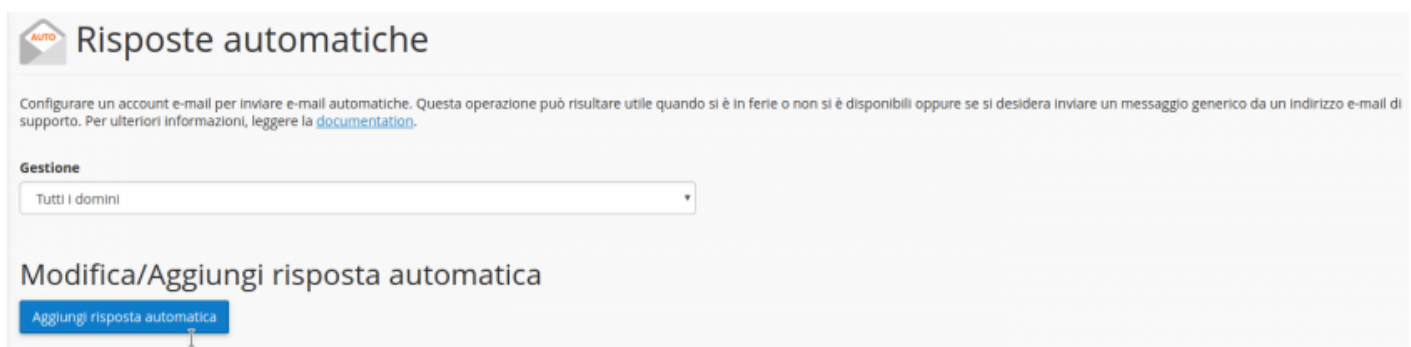 AUTO
Risposte automatiche
Configurare un account e-mail per inviare e-mail automatiche. Questa operazione può risultare utile quando si è in ferie o non si è disponibili oppure se si desidera inviare un messaggio generico da un indirizzo e-mail di
supporto. Per ulteriori informazioni, leggere la documentation.
Gestione
Tutti i domini
Modifica/Aggiungi risposta automatica
Aggiungi risposta automatica